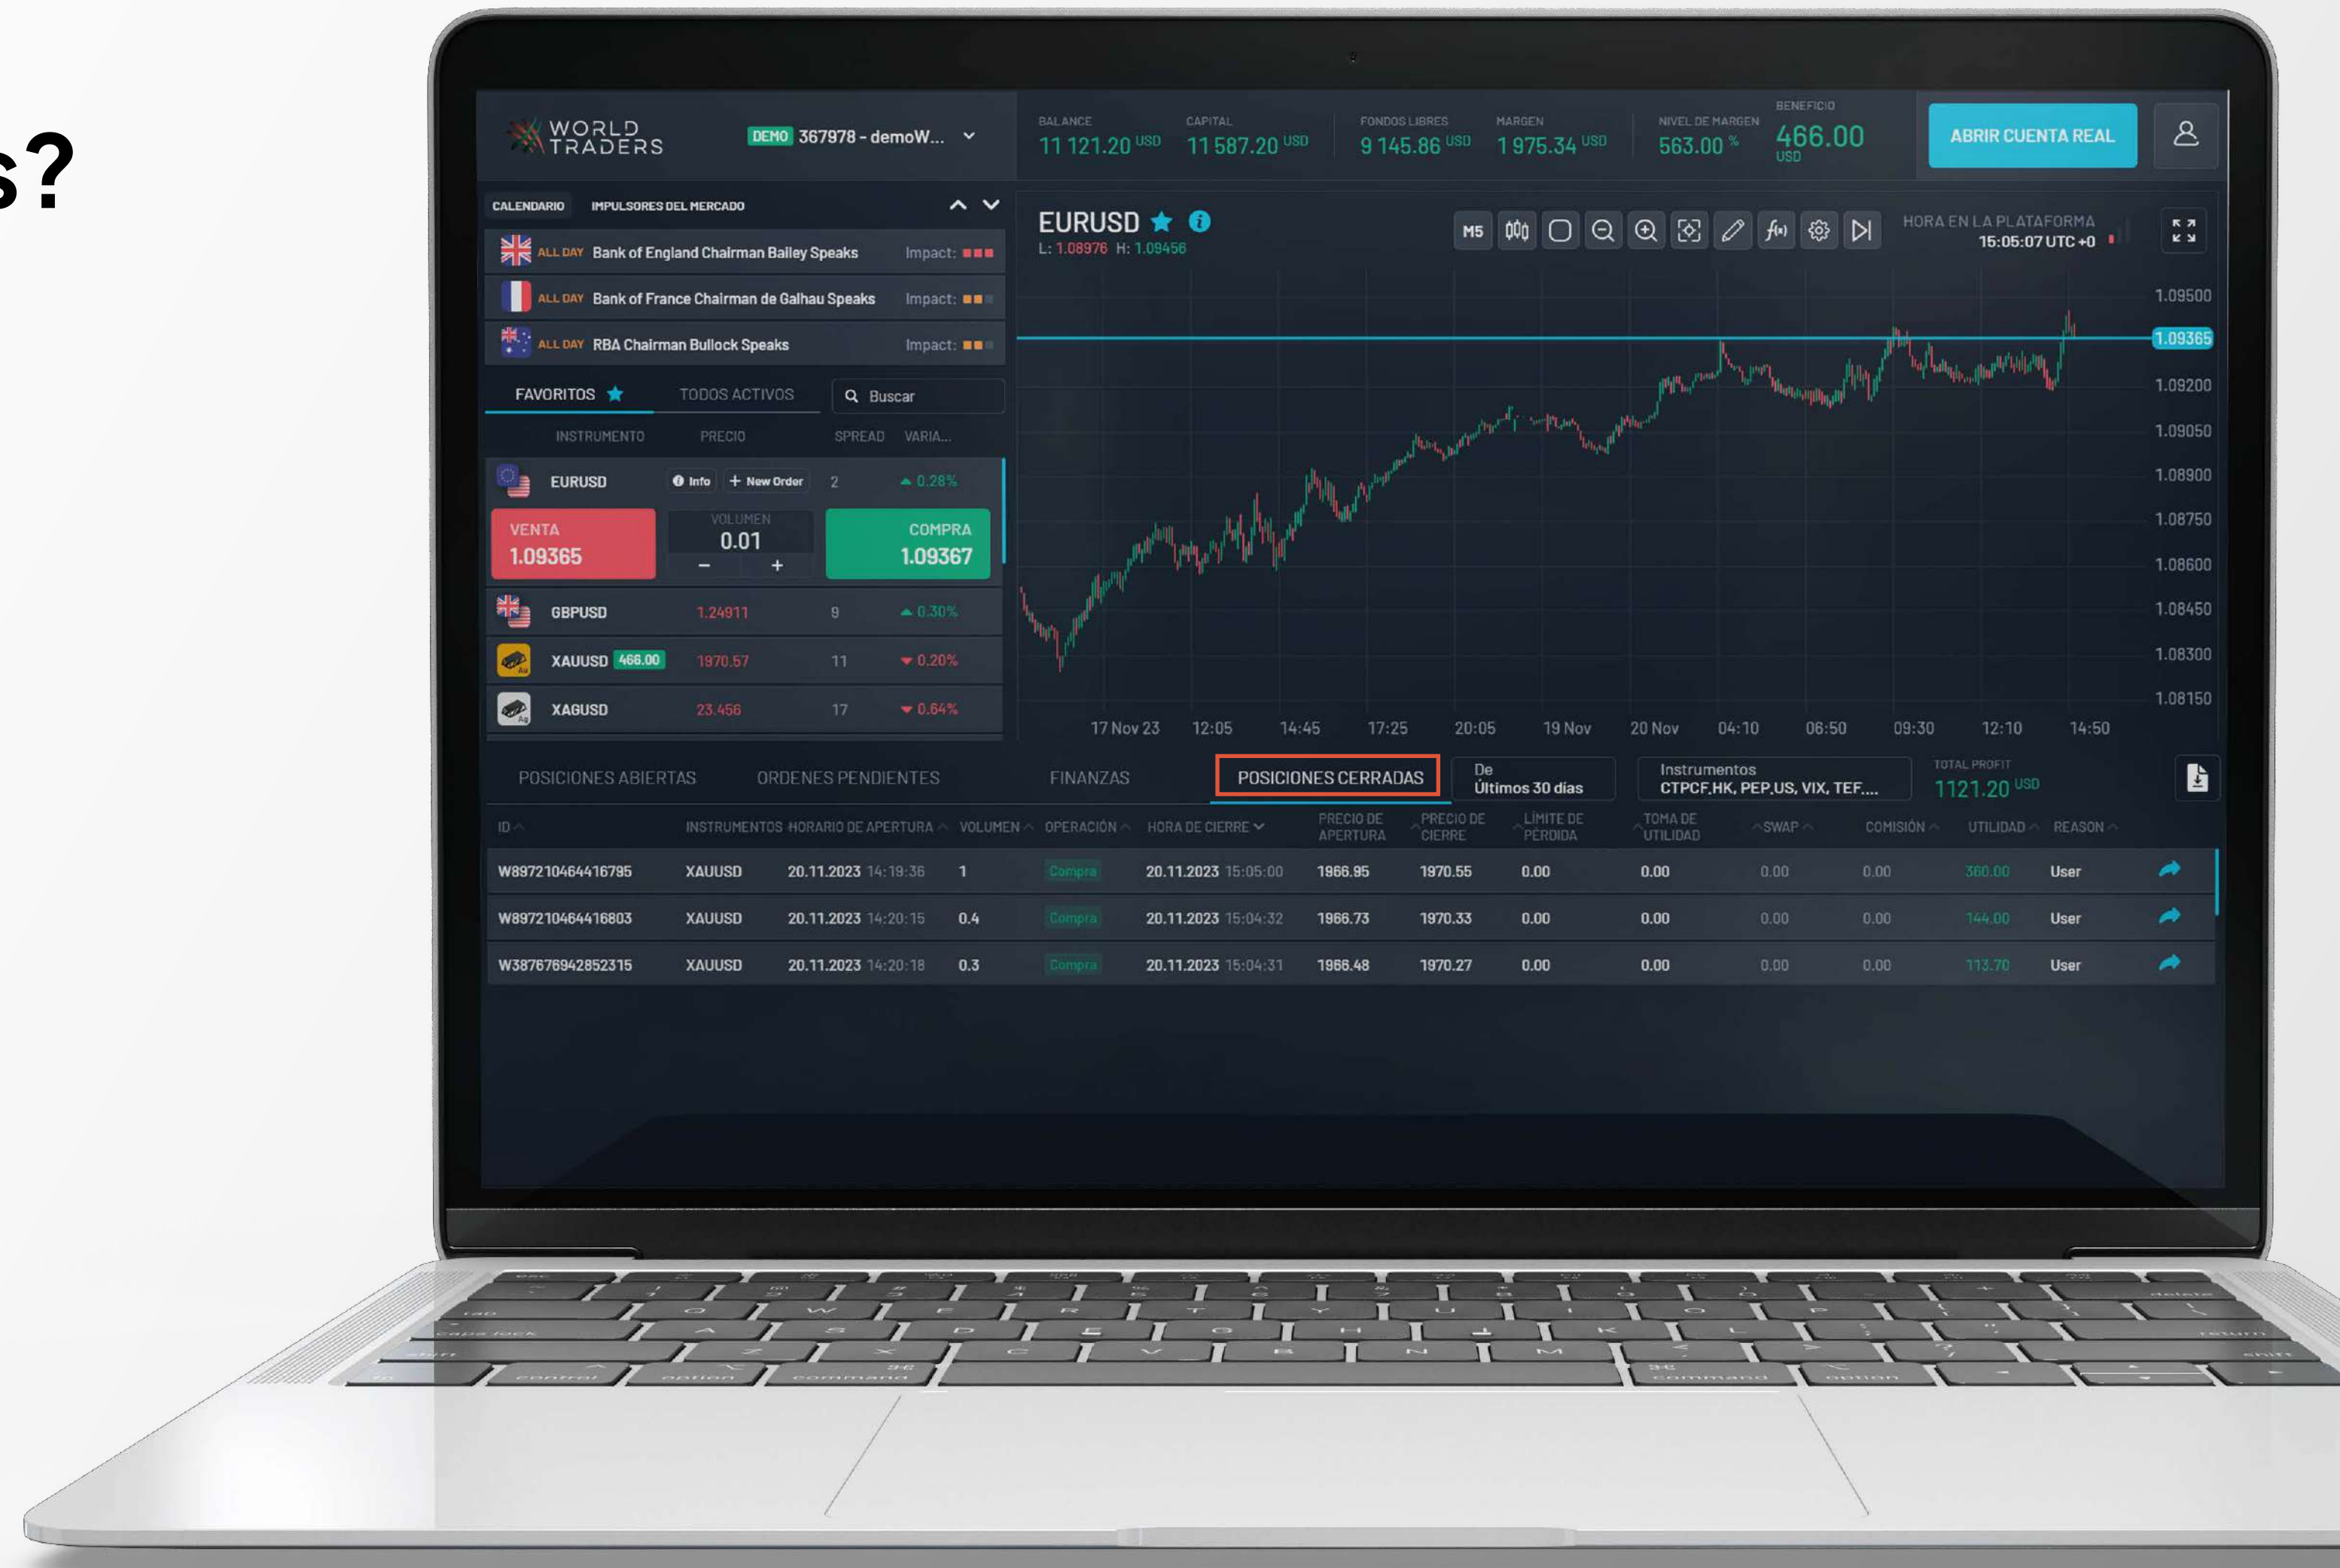 s?
WORLD
TRADERS
DEMO 367978 - demoW...
BALANCE
11 121.20 USD
CAPITAL
11 587.20 USD
FONDOS LIBRES
9 145.86 USD
MARGEN
1 975.34 USD
NIVEL DE MARGEN
563.00 %
BENEFICIO
466.00
USD
ABRIR CUENTA REAL
CALENDARIO IMPULSORES DEL MERCADO
ALL DAY Bank of England Chairman Bailey Speaks Impact:
ALL DAY Bank of France Chairman de Galhau Speaks Impact:
ALL DAY RBA Chairman Bullock Speaks Impact:
FAVORITOS TODOS ACTIVOS Buscar
INSTRUMENTO PRECIO SPREAD VARIA...
EURUSD Info + New Order 2 0.28%
VENTA
1.09365
VOLUMEN
0.01
− +
COMPRA
1.09367
GBPUSD 1.24911 9 0.30%
XAUUSD 466.00 1970.57 11 0.20%
XAGUSD 23.456 17 0.64%
EURUSD
L: 1.08976 H: 1.09456
M5
f(x)
HORA EN LA PLATAFORMA
15:05:07 UTC +0
1.09500
1.09365
1.09200
1.09050
1.08900
1.08750
1.08600
1.08450
1.08300
1.08150
17 Nov 23 12:05 14:45 17:25 20:05 19 Nov 20 Nov 04:10 06:50 09:30 12:10 14:50
POSICIONES ABIERTAS ORDENES PENDIENTES FINANZAS POSICIONES CERRADAS
De
Últimos 30 días
Instrumentos
CTPCF.HK, PEP.US, VIX, TEF....
TOTAL PROFIT
1121.20 USD
ID INSTRUMENTOS HORARIO DE APERTURA VOLUMEN OPERACIÓN HORA DE CIERRE PRECIO DE APERTURA PRECIO DE CIERRE LÍMITE DE PÉRDIDA TOMA DE UTILIDAD SWAP COMISIÓN UTILIDAD REASON
W897210464416795 XAUUSD 20.11.2023 14:19:36 1 Compra 20.11.2023 15:05:00 1966.95 1970.55 0.00 0.00 0.00 0.00 360.00 User
W897210464416803 XAUUSD 20.11.2023 14:20:15 0.4 Compra 20.11.2023 15:04:32 1966.73 1970.33 0.00 0.00 0.00 0.00 144.00 User
W387676942852315 XAUUSD 20.11.2023 14:20:18 0.3 Compra 20.11.2023 15:04:31 1966.48 1970.27 0.00 0.00 0.00 0.00 113.70 User